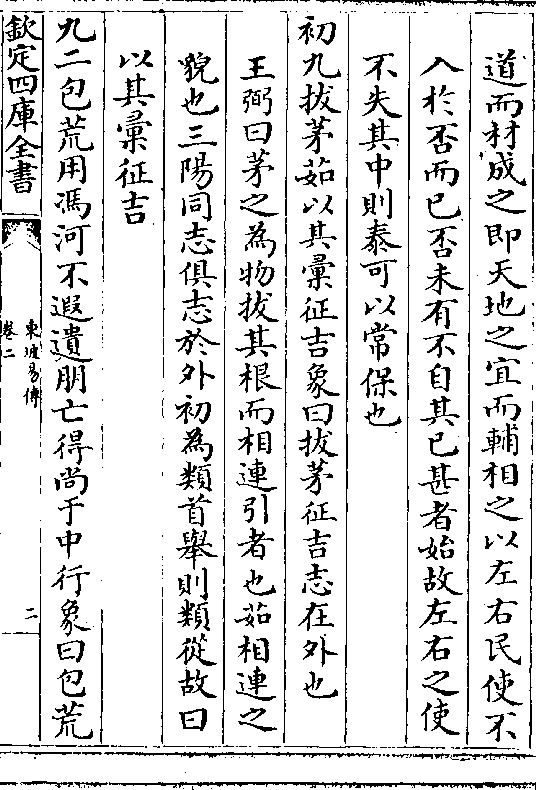 道而材成之即天地之宜而輔相之以左右民使不
入於否而已否未有不自其已甚者始故左右之使
不失其中則泰可以常保也
初九拔茅茹以其彙征吉象曰拔茅征吉志在外也
王弼曰茅之為物拔其根而相連引者也茹相連之
貌也三陽同志俱志於外初為類首舉則類從故曰
以其彙征吉
九二包荒用馮河不遐遺朋亡得尚于中行象曰包荒
欽定四庫全書
東坡易傳
卷二
二